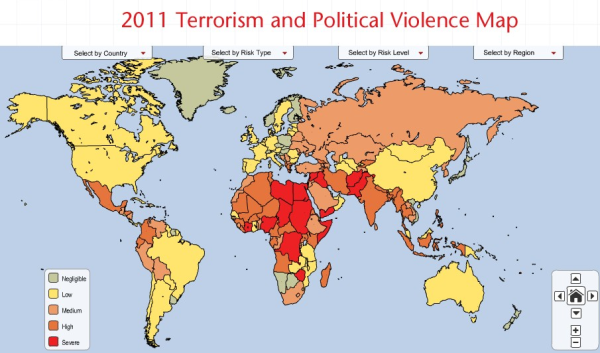 2011 Terrorism and Political Violence Map
Select by Country
Select by Risk Type
Select by Risk Level
Select by Region
Negligible
Low
Medium
High
Severe